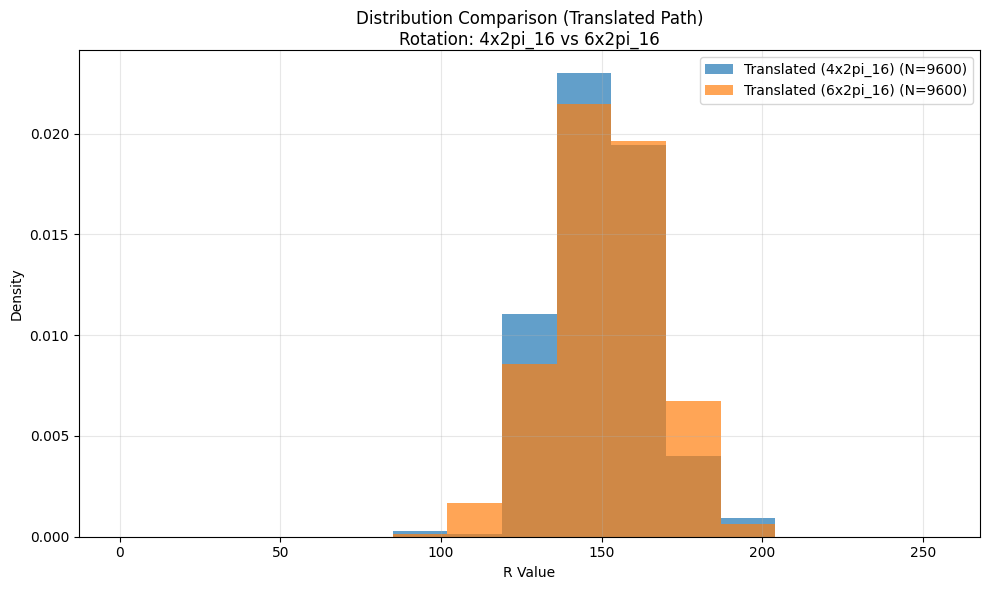 Distribution Comparison (Translated Path)
Rotation: 4x2pi_16 vs 6x2pi_16
Translated (4x2pi_16) (N=9600)
Translated (6x2pi_16) (N=9600)
Density
0.020
0.015
0.010
0.005
0.000
0 50 100 150 200 250
R Value